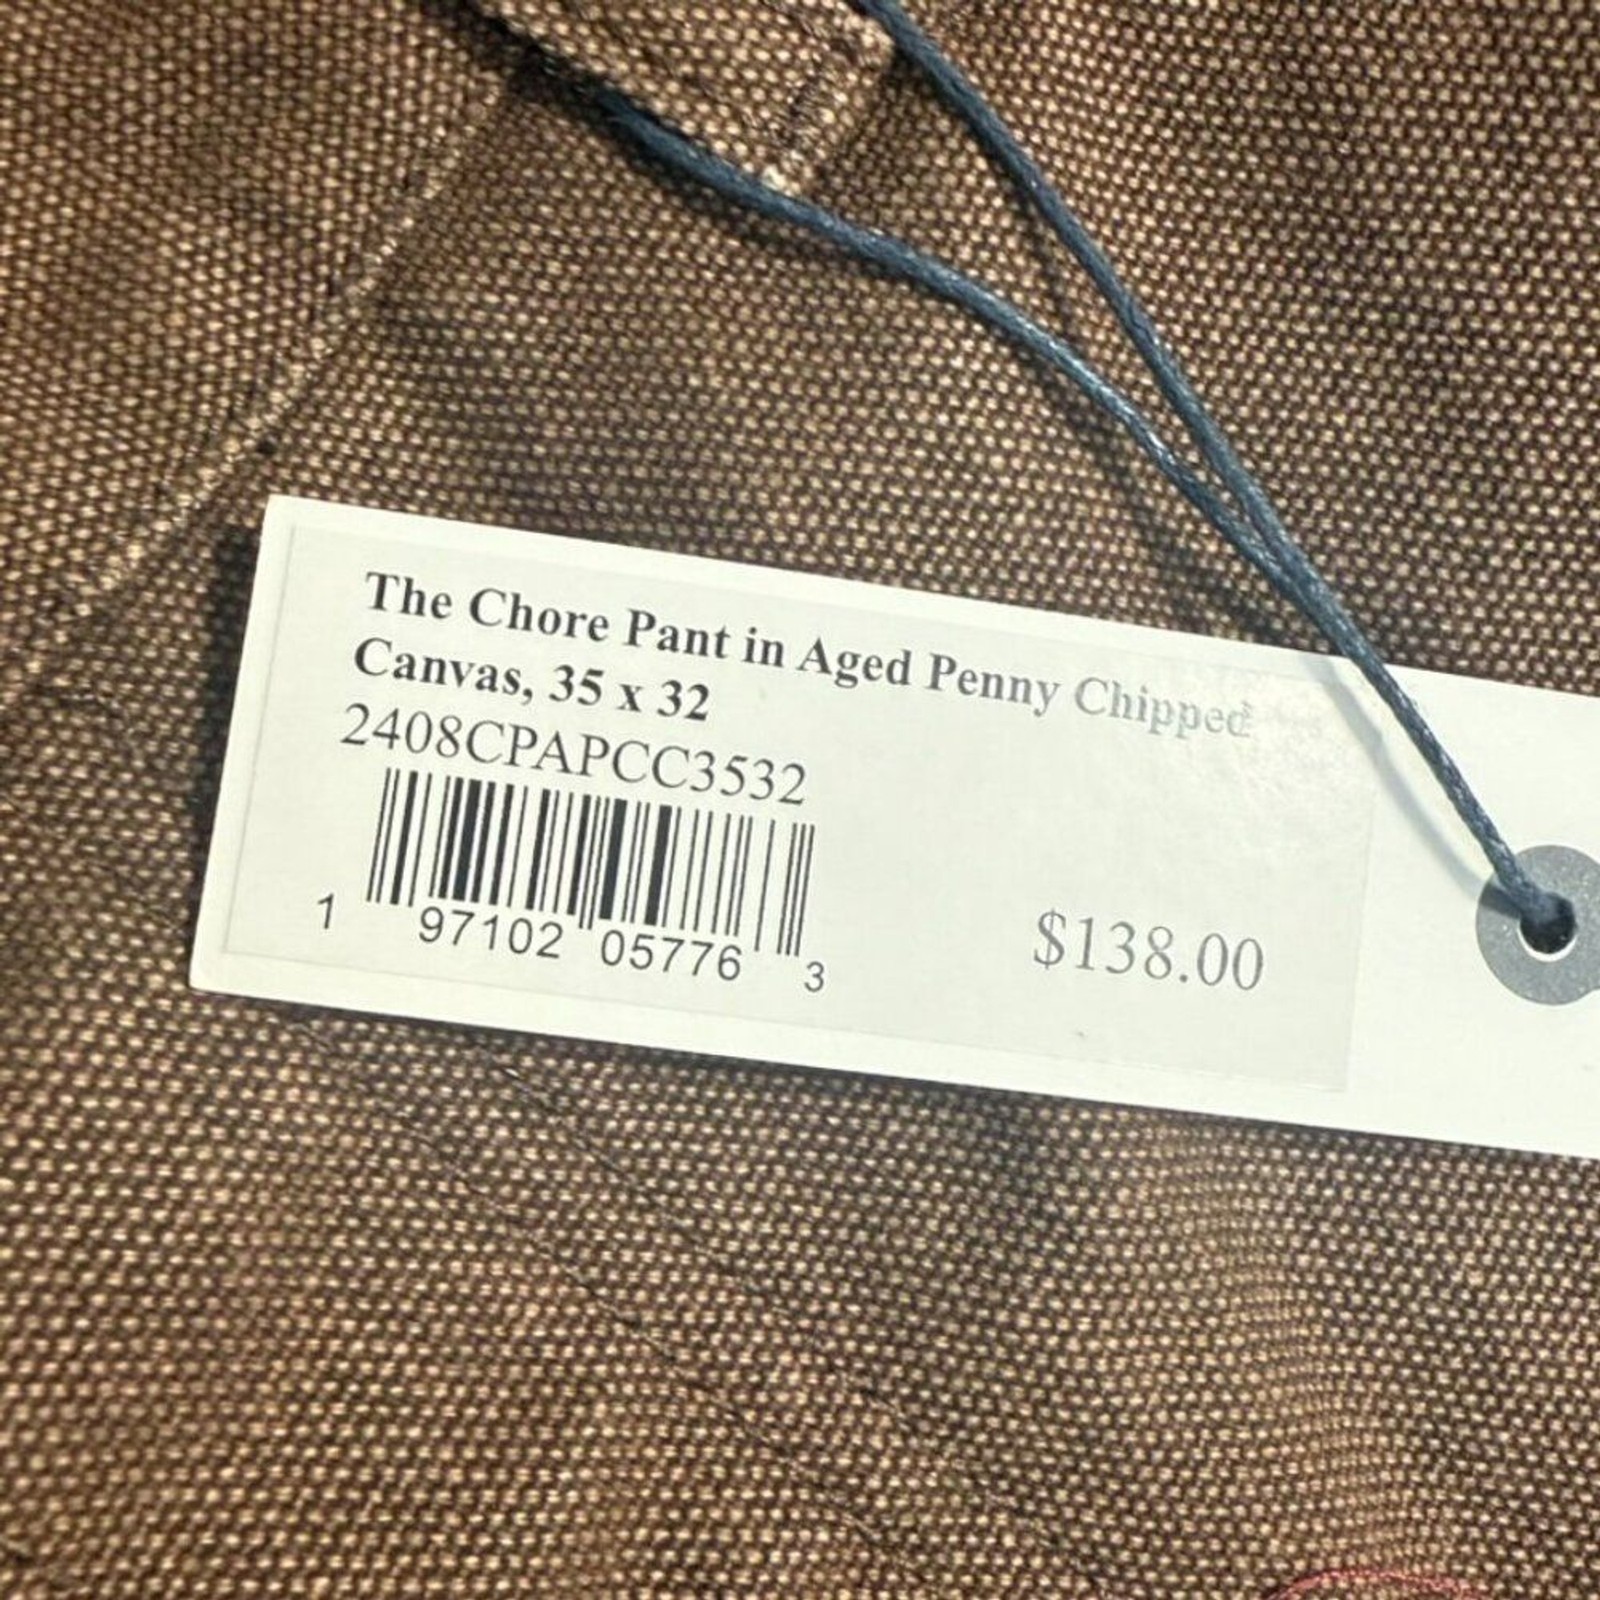 The Chore Pant in Aged Penny Chipped
Canvas, 35 x 32
2408CPAPCC3532
1 97102 05776 3
$138.00